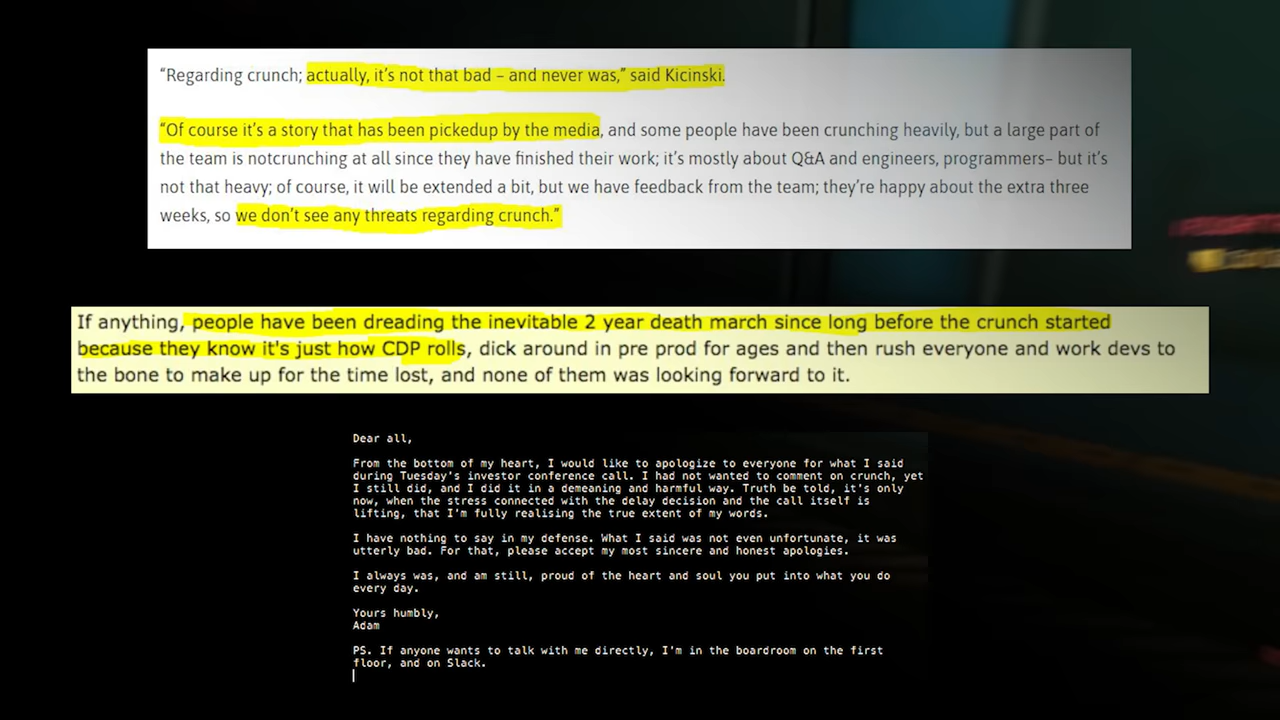 “Regarding crunch; actually, it’s not that bad – and never was,” said Kicinski.
“Of course it’s a story that has been pickedup by the media, and some people have been crunching heavily, but a large part of
the team is notcrunching at all since they have finished their work; it’s mostly about Q&A and engineers, programmers– but it’s
not that heavy; of course, it will be extended a bit, but we have feedback from the team; they’re happy about the extra three
weeks, so we don’t see any threats regarding crunch.”
If anything, people have been dreading the inevitable 2 year death march since long before the crunch started
because they know it's just how CDP rolls, dick around in pre prod for ages and then rush everyone and work devs to
the bone to make up for the time lost, and none of them was looking forward to it.
Dear all,
From the bottom of my heart, I would like to apologize to everyone for what I said
during Tuesday's investor conference call. I had not wanted to comment on crunch, yet
I still did, and I did it in a demeaning and harmful way. Truth be told, it's only
now, when the stress connected with the delay decision and the call itself is
lifting, that I'm fully realising the true extent of my words.
I have nothing to say in my defense. What I said was not even unfortunate, it was
utterly bad. For that, please accept my most sincere and honest apologies.
I always was, and am still, proud of the heart and soul you put into what you do
every day.
Yours humbly,
Adam
PS. If anyone wants to talk with me directly, I'm in the boardroom on the first
floor, and on Slack.